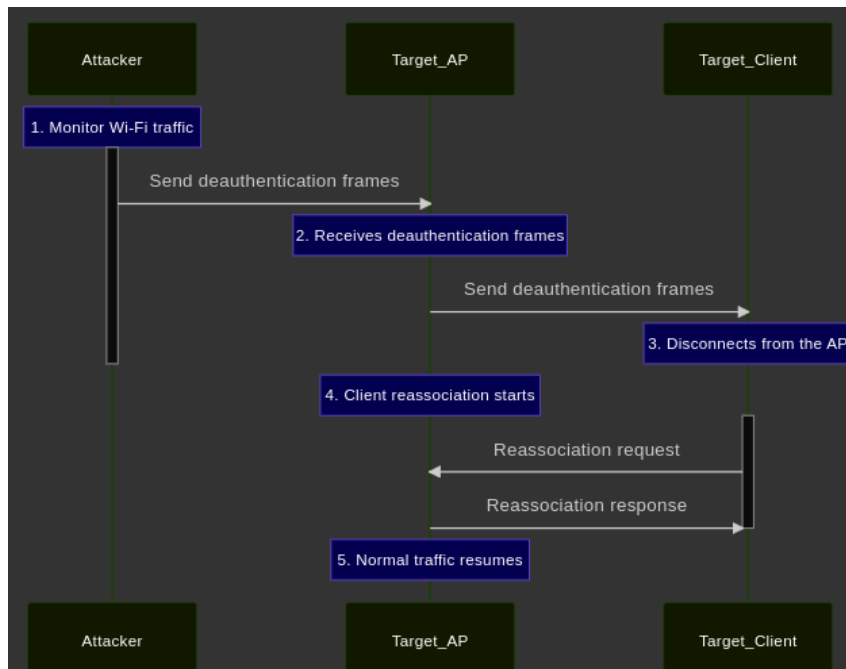 Attacker
Target_AP
Target_Client
1. Monitor Wi-Fi traffic
Send deauthentication frames
2. Receives deauthentication frames
Send deauthentication frames
3. Disconnects from the AP
4. Client reassociation starts
Reassociation request
Reassociation response
5. Normal traffic resumes
Attacker
Target_AP
Target_Client